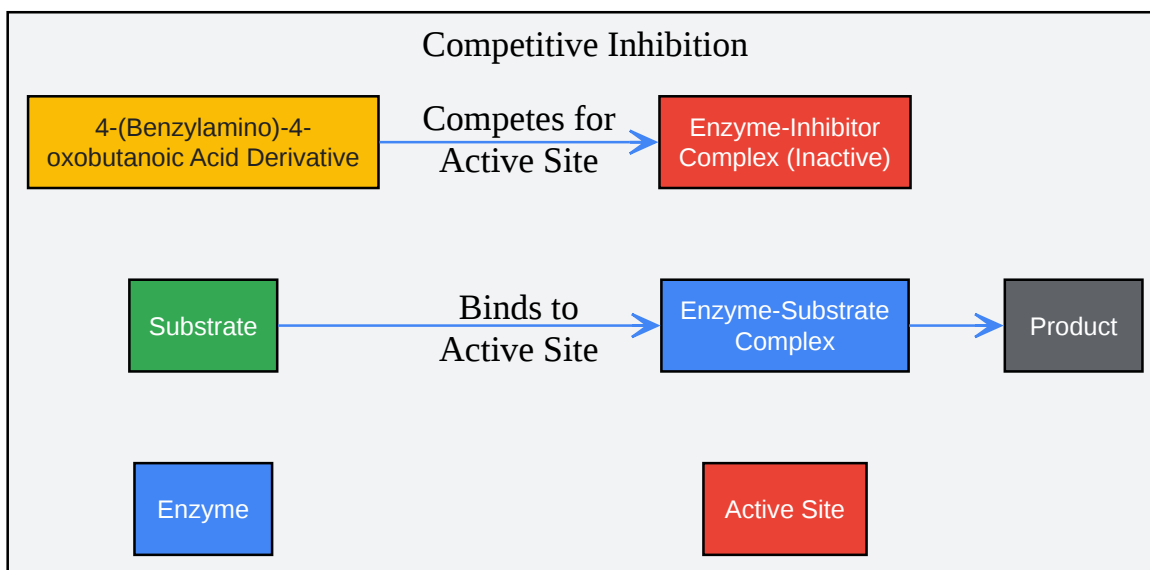 Competitive Inhibition
4-(Benzylamino)-4-
oxobutanoic Acid Derivative
Competes for
Active Site
Enzyme-Inhibitor
Complex (Inactive)
Substrate
Binds to
Active Site
Enzyme-Substrate
Complex
Product
Enzyme
Active Site